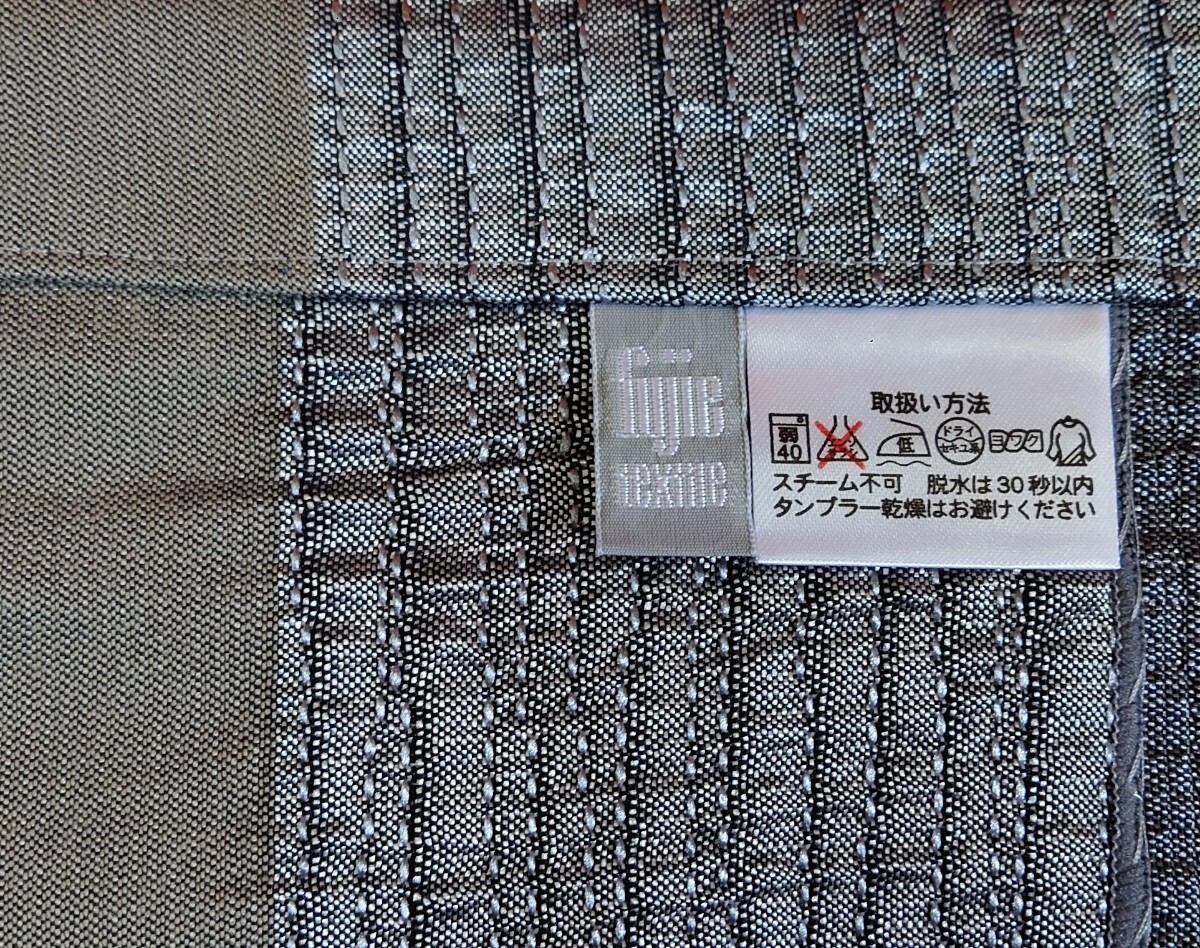 fujie
textile
取扱い方法
弱
40
低
ドライ
セキユ系
ヨワク
スチーム不可 脱水は30秒以内
タンブラー乾燥はお避けください